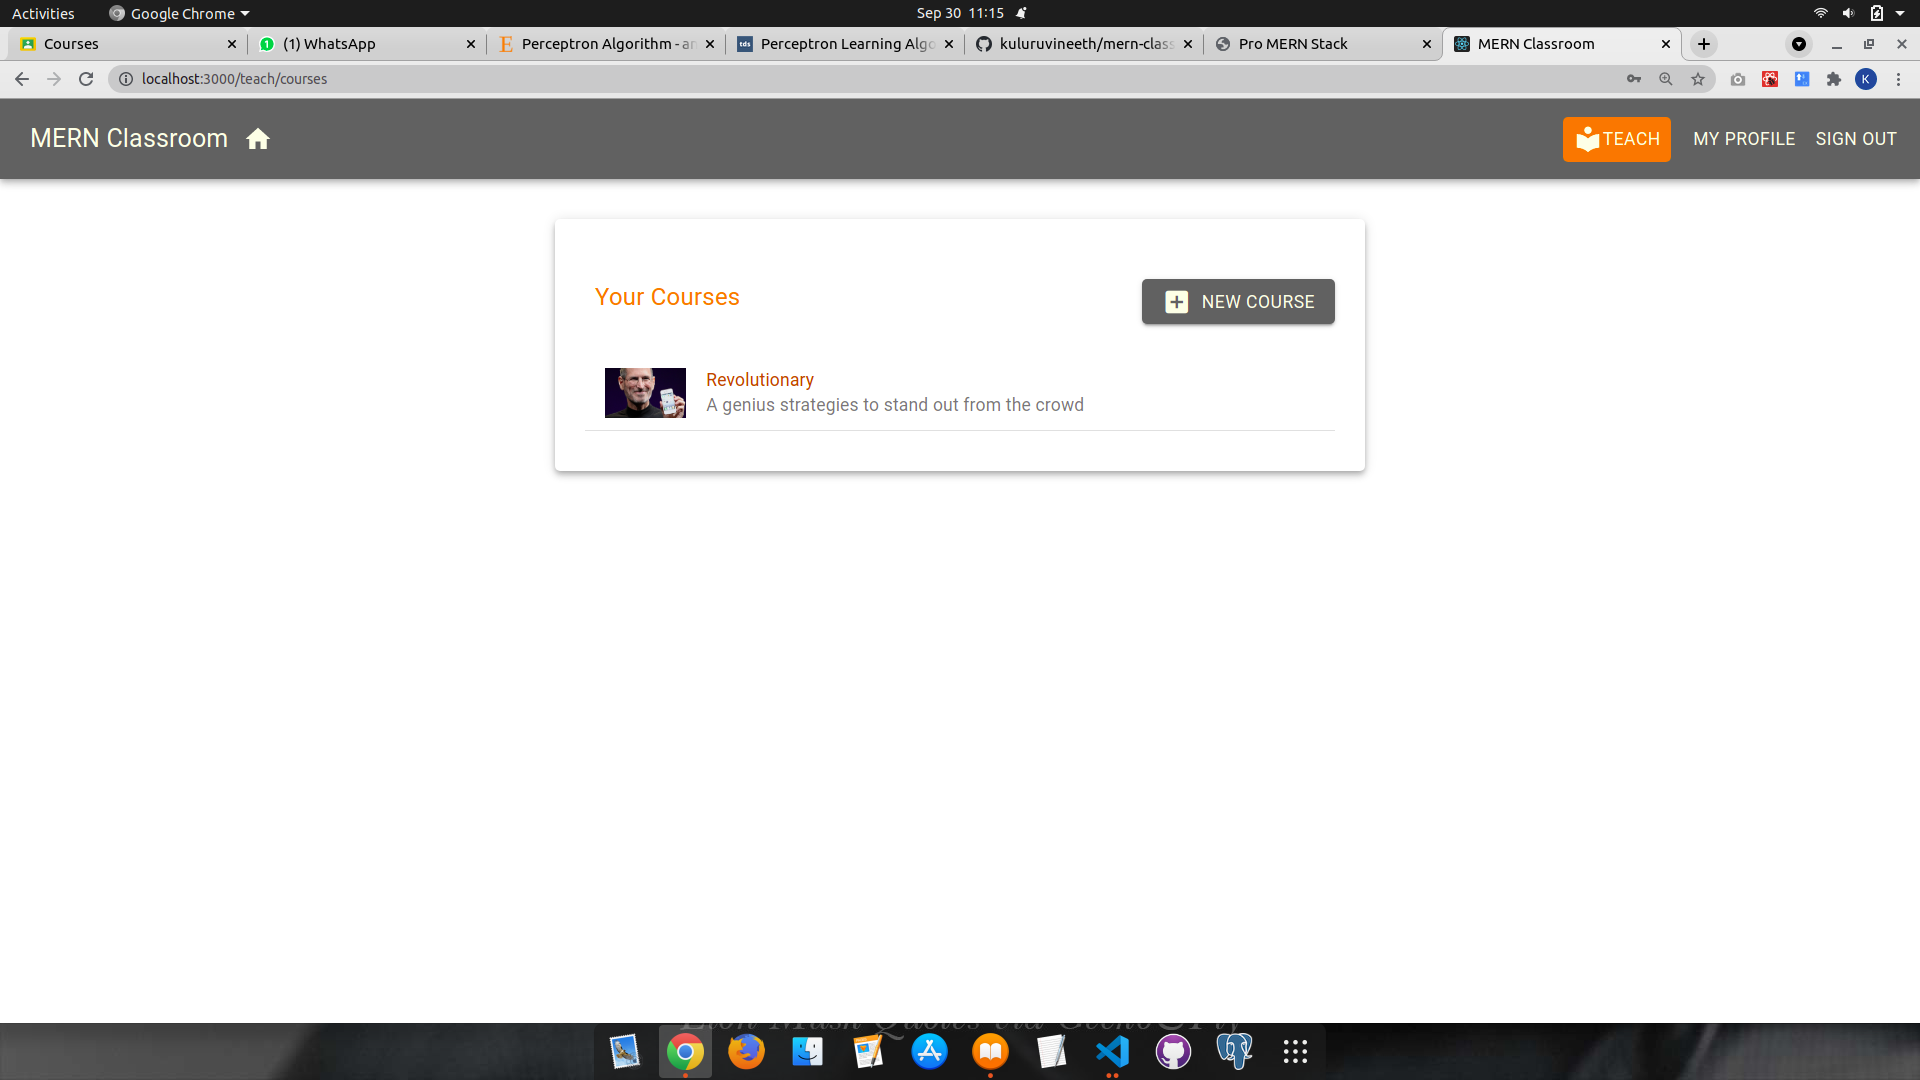 Activities Google Chrome Sep 30 11:15
Courses (1) WhatsApp Perceptron Algorithm - an Perceptron Learning Algo kuluruvineeth/mern-class Pro MERN Stack MERN Classroom
localhost:3000/teach/courses K
MERN Classroom TEACH MY PROFILE SIGN OUT
Your Courses NEW COURSE
Revolutionary
A genius strategies to stand out from the crowd